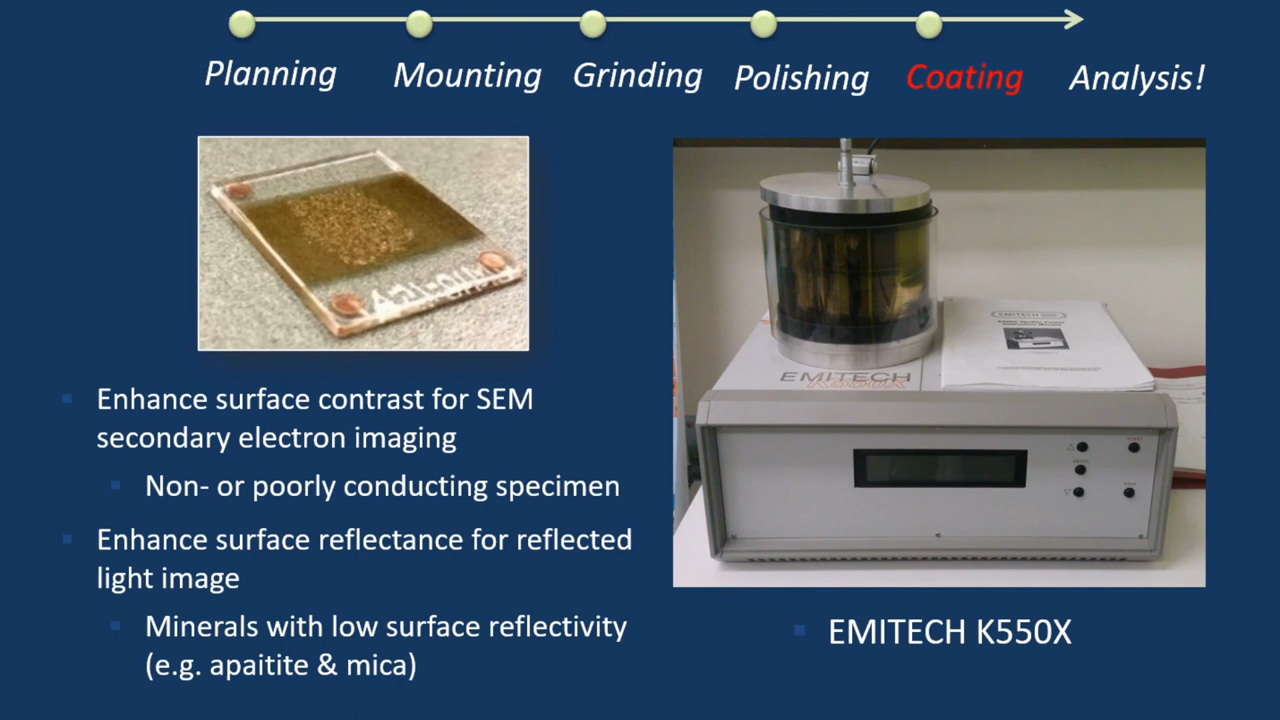 Planning Mounting Grinding Polishing Coating Analysis!
Enhance surface contrast for SEM
secondary electron imaging
Non- or poorly conducting specimen
Enhance surface reflectance for reflected
light image
Minerals with low surface reflectivity
(e.g. apaitite & mica)
EMITECH
EMITECH
EMITECH K550X